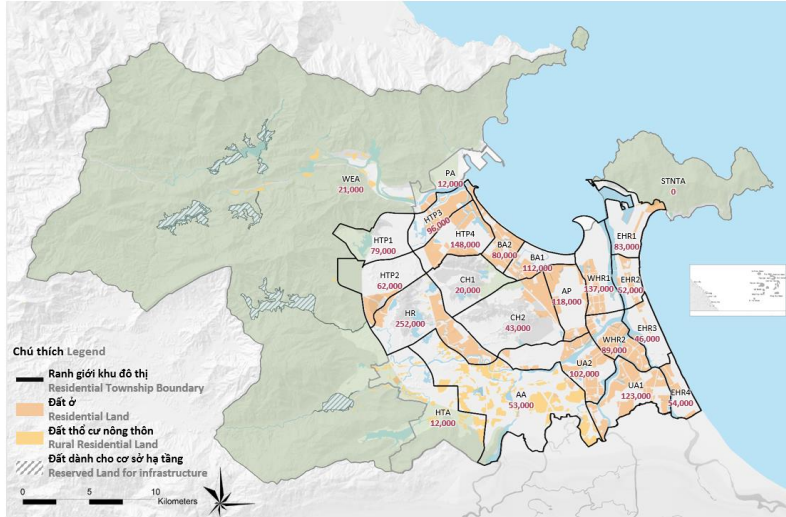 STNTA
0
PA
12,000
WEA
21,000
HTP3
96,000
HTP4
148,000
EHR1
83,000
HTP1
79,000
BA2
80,000
BA1
112,000
HTP2
62,000
CH1
20,000
AP
118,000
WHR1
137,000
EHR2
52,000
HR
252,000
CH2
43,000
EHR3
46,000
WHR2
89,000
UA2
102,000
UA1
123,000
EHR4
54,000
AA
53,000
HTA
12,000
Chú thích Legend
Ranh giới khu đô thị
Residential Township Boundary
Đất ở
Residential Land
Đất thổ cư nông thôn
Rural Residential Land
Đất dành cho cơ sở hạ tầng
Reserved Land for infrastructure
0 5 10
Kilometers